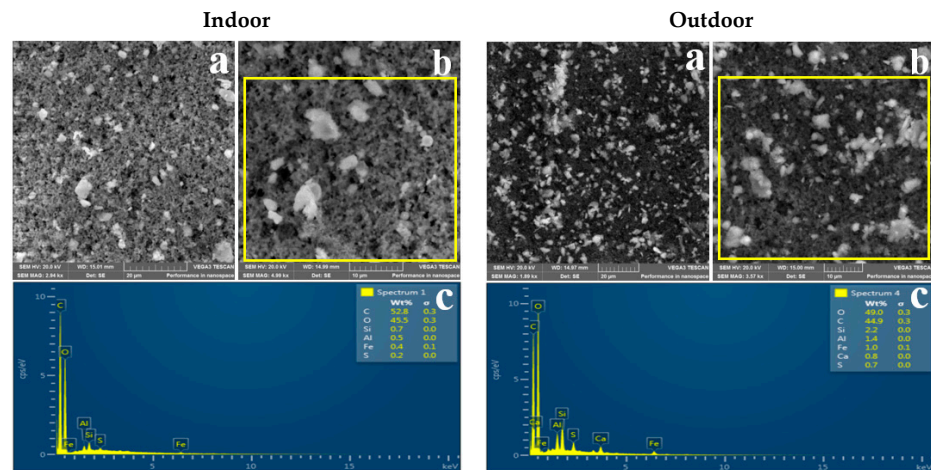 Indoor
Outdoor
a
b
SEM HV: 20.0 kV WD: 15.01 mm VEGA3 TESCAN
SEM MAG: 2.94 kx Det: SE 20 µm Performance in nanospace
SEM HV: 20.0 kV WD: 14.99 mm VEGA3 TESCAN
SEM MAG: 4.89 kx Det: SE 10 µm Performance in nanospace
a
b
SEM HV: 20.0 kV WD: 14.97 mm VEGA3 TESCAN
SEM MAG: 1.89 kx Det: SE 20 µm Performance in nanospace
SEM HV: 20.0 kV WD: 15.00 mm VEGA3 TESCAN
SEM MAG: 3.57 kx Det: SE 10 µm Performance in nanospace
c
Spectrum 1
Wt% σ
C 52.8 0.3
O 45.5 0.3
Si 0.7 0.0
Al 0.5 0.0
Fe 0.4 0.1
S 0.2 0.0
10
5
0
cps/eV
C
O
Fe
Al
Si
S
Fe
5 10 15 keV
c
Spectrum 4
Wt% σ
O 49.0 0.3
C 44.9 0.3
Si 2.2 0.0
Al 1.4 0.0
Fe 1.0 0.1
Ca 0.8 0.0
S 0.7 0.0
10
5
0
cps/eV
O
C
Ca
Fe
Al
Si
S
Ca
Fe
5 10 15 keV